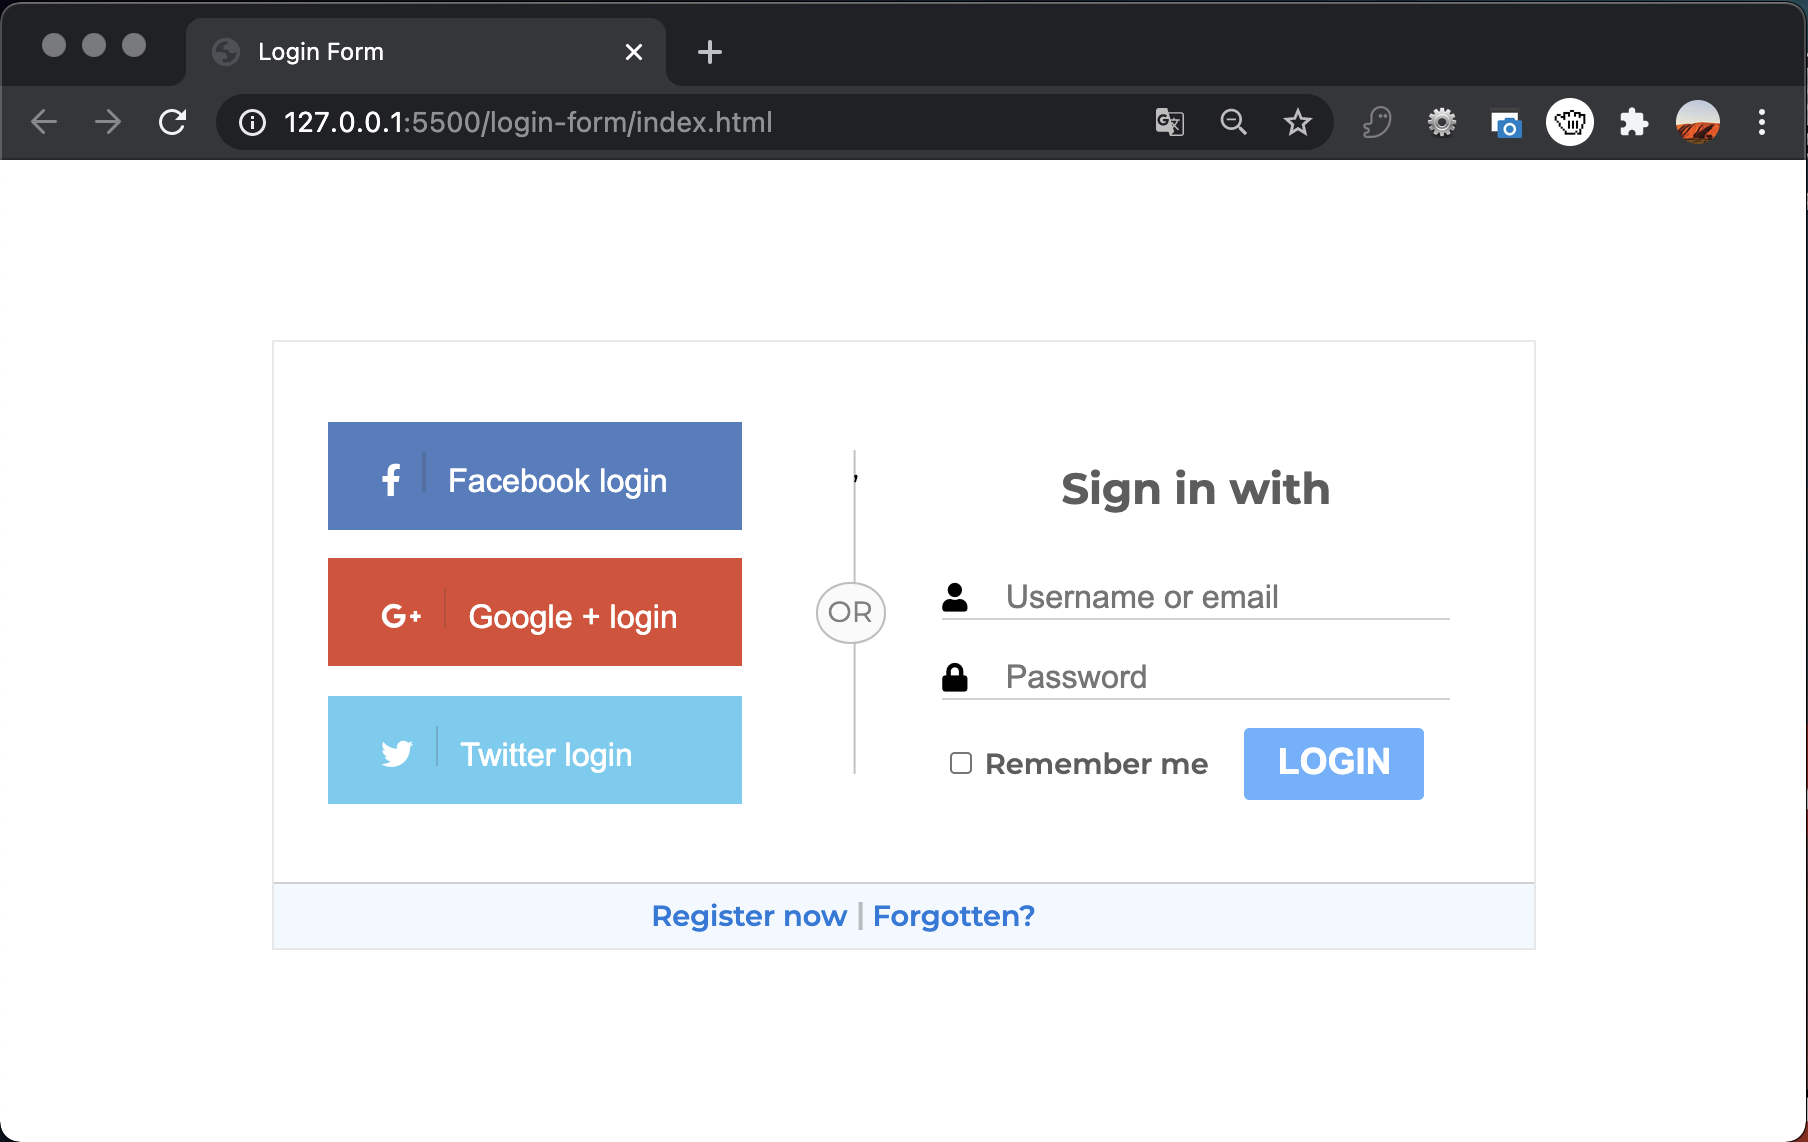 Login Form
127.0.0.1:5500/login-form/index.html
Facebook login
G+ Google + login
Twitter login
,
OR
Sign in with
Username or email
Password
Remember me
LOGIN
Register now | Forgotten?